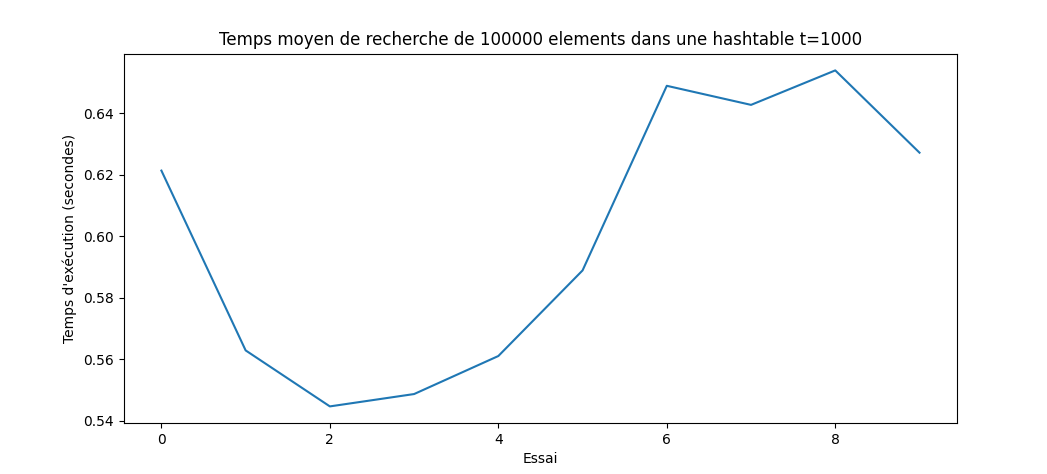 Temps moyen de recherche de 100000 elements dans une hashtable t=1000
Temps d'exécution (secondes)
0.64
0.62
0.60
0.58
0.56
0.54
0 2 4 6 8
Essai